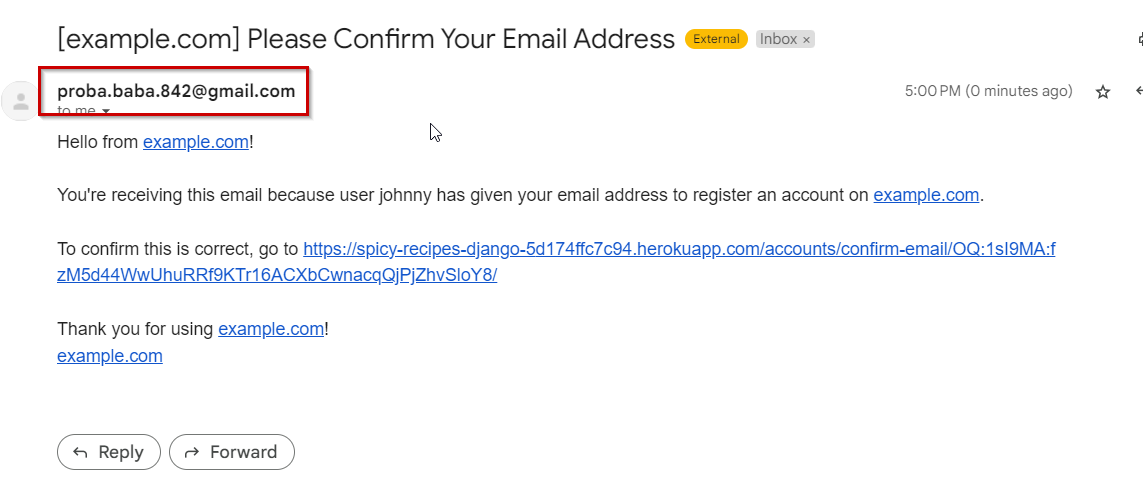 [example.com] Please Confirm Your Email Address External Inbox ×
proba.baba.842@gmail.com 5:00 PM (0 minutes ago)
to me
Hello from example.com!
You're receiving this email because user johnny has given your email address to register an account on example.com.
To confirm this is correct, go to https://spicy-recipes-django-5d174ffc7c94.herokuapp.com/accounts/confirm-email/OQ:1sI9MA:f
zM5d44WwUhuRRf9KTr16ACXbCwnacqQjPjZhvSloY8/
Thank you for using example.com!
example.com
Reply Forward